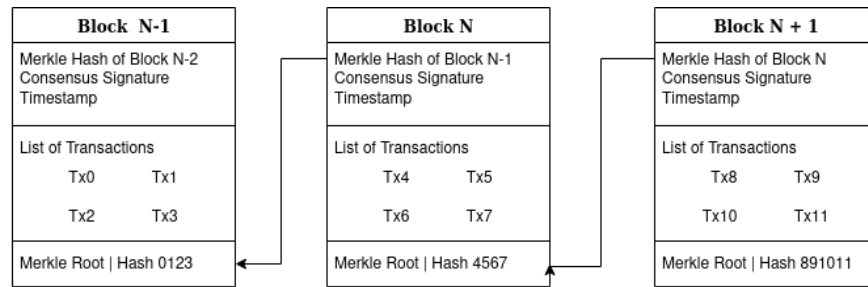 Block N-1
Merkle Hash of Block N-2
Consensus Signature
Timestamp
List of Transactions
Tx0 Tx1
Tx2 Tx3
Merkle Root | Hash 0123
Block N
Merkle Hash of Block N-1
Consensus Signature
Timestamp
List of Transactions
Tx4 Tx5
Tx6 Tx7
Merkle Root | Hash 4567
Block N + 1
Merkle Hash of Block N
Consensus Signature
Timestamp
List of Transactions
Tx8 Tx9
Tx10 Tx11
Merkle Root | Hash 891011